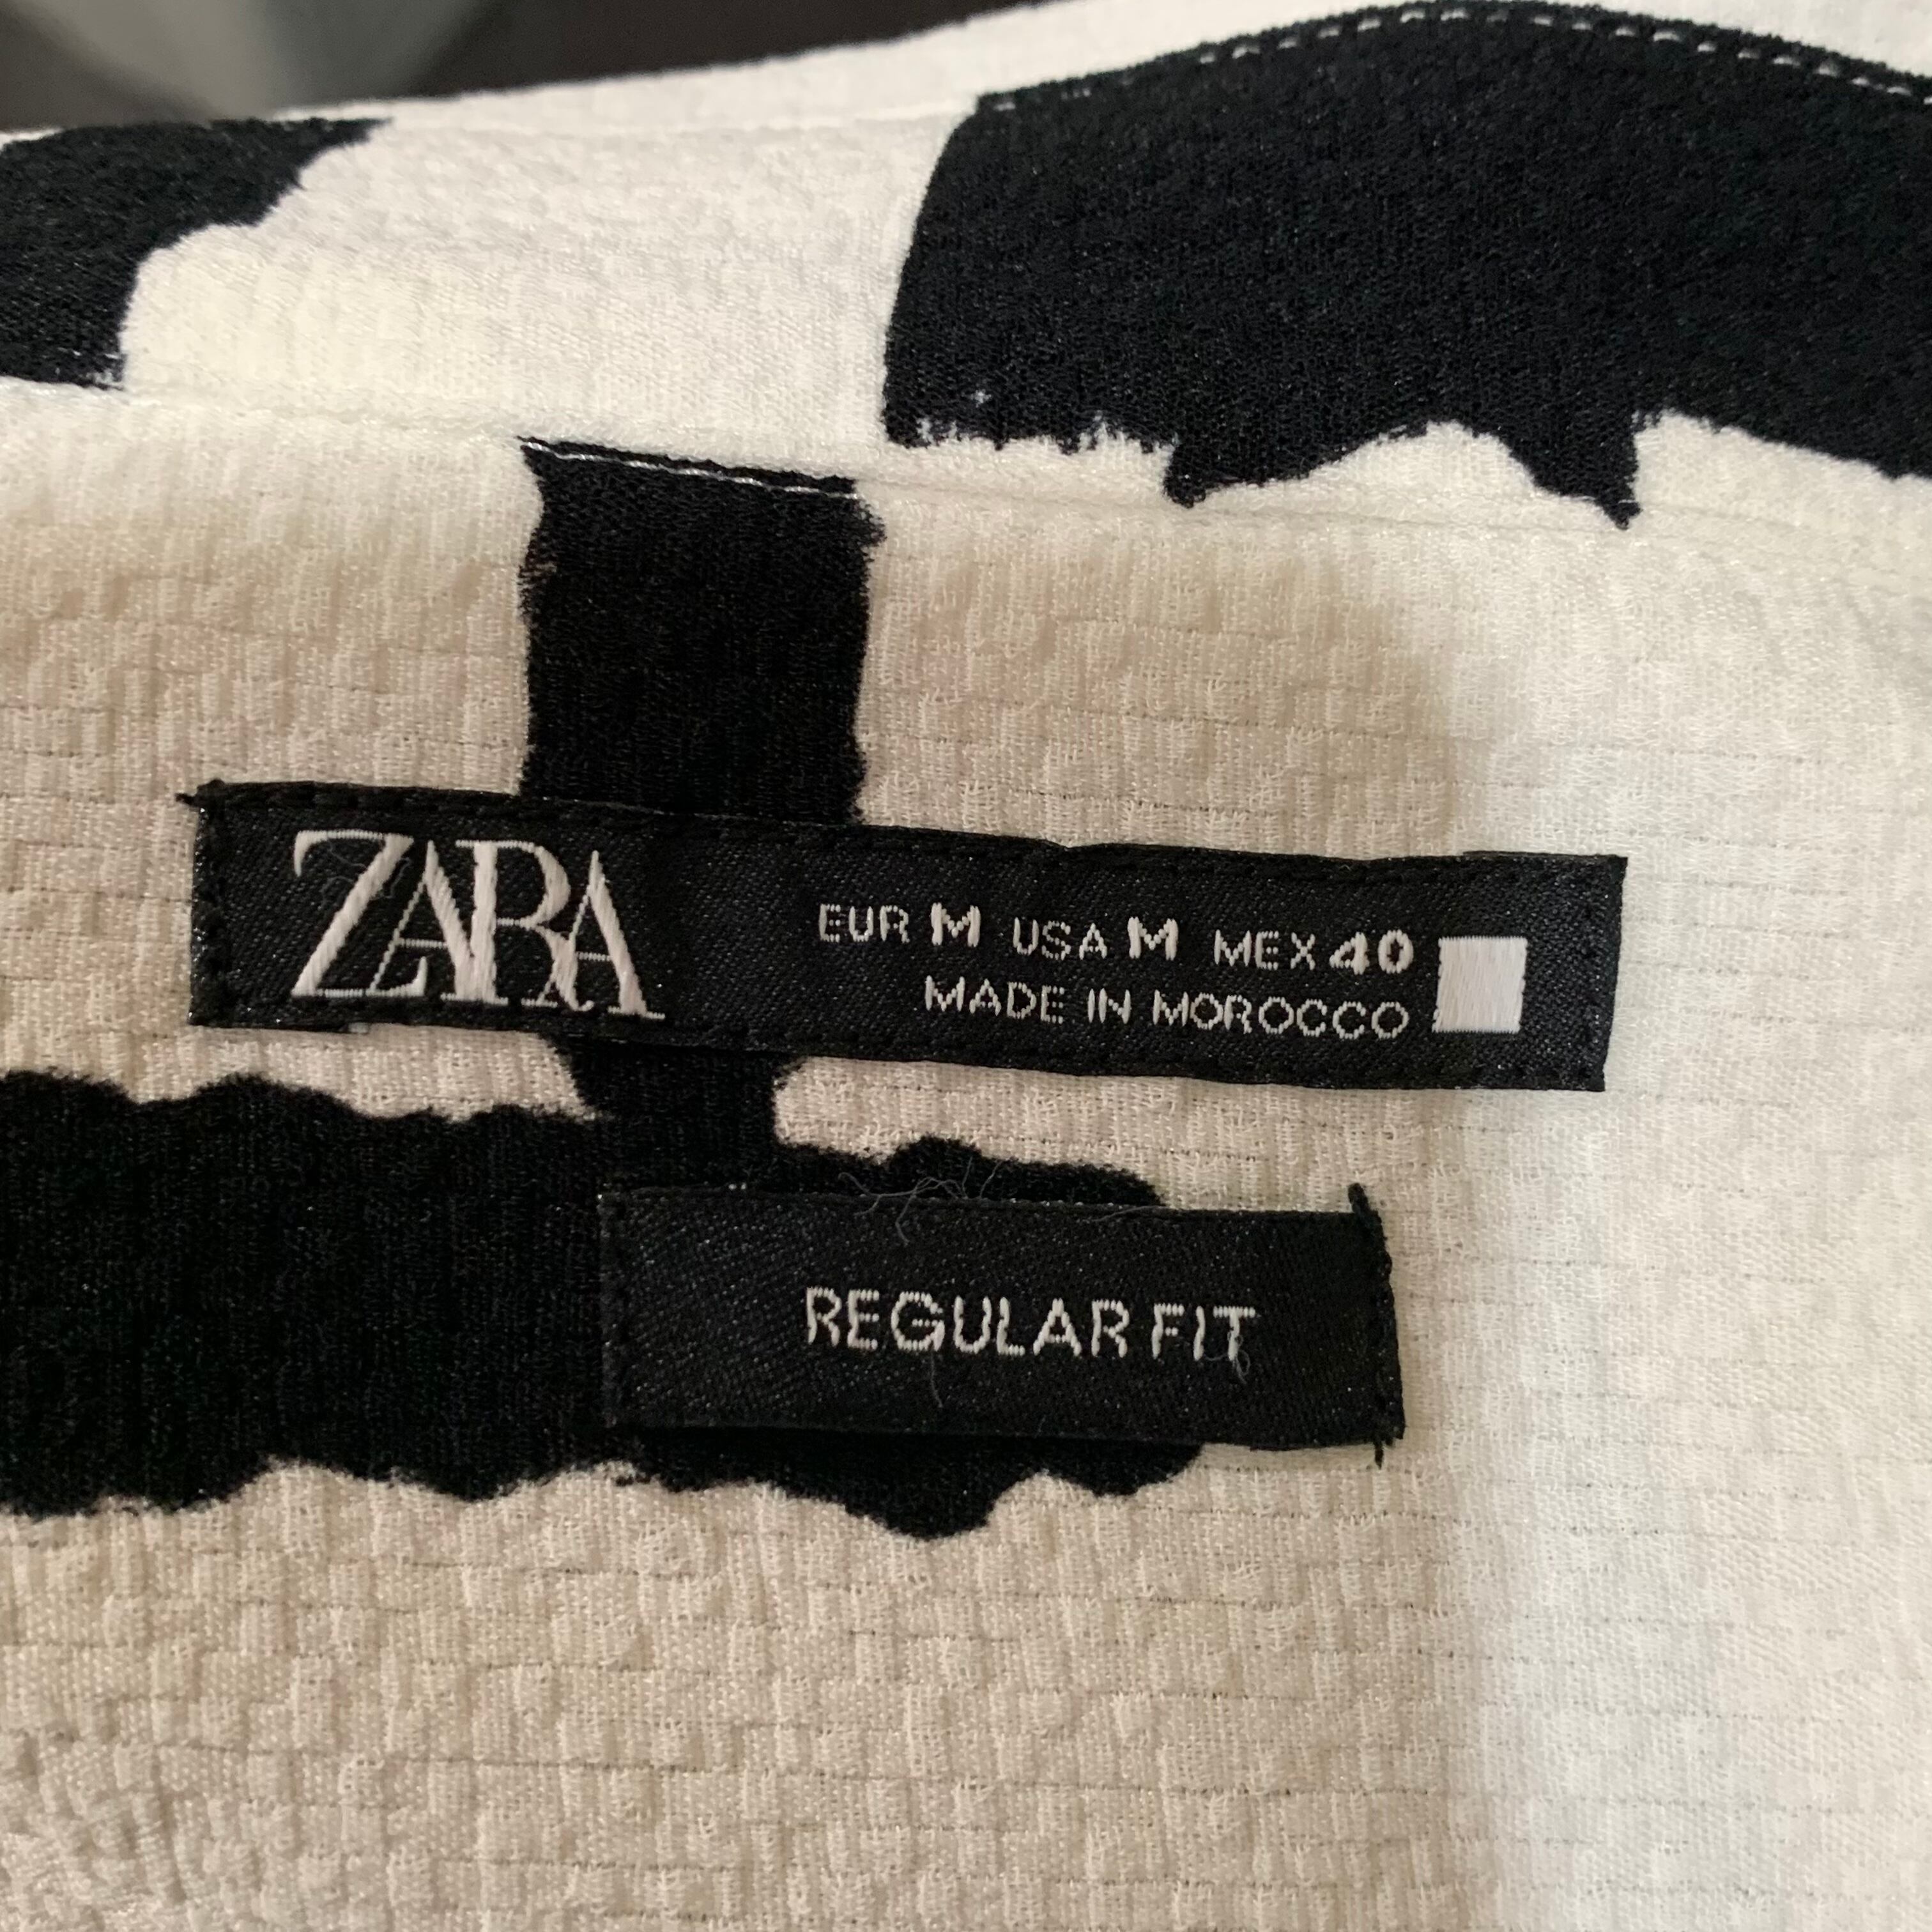 ZARA
EUR M USA M MEX 40
MADE IN MOROCCO
REGULAR FIT